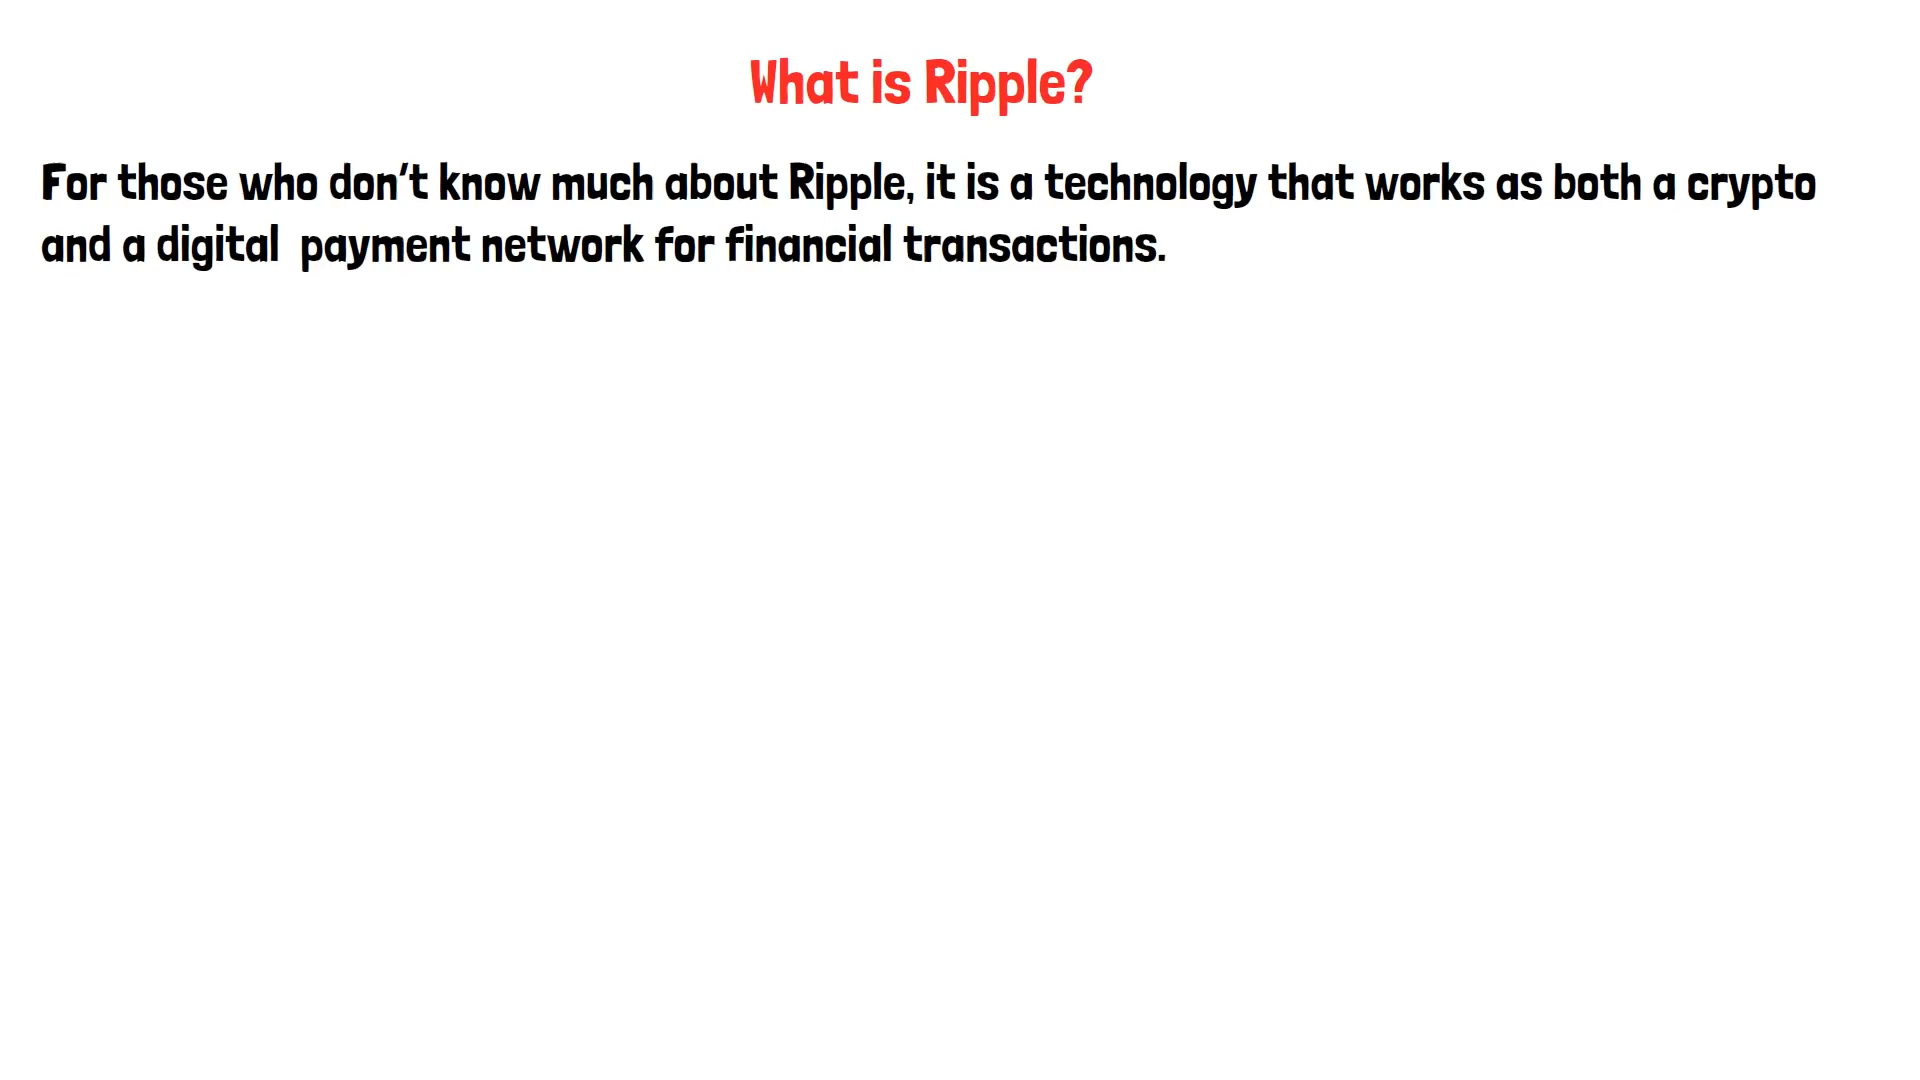 What is Ripple?
For those who don't know much about Ripple, it is a technology that works as both a crypto
and a digital  payment network for financial transactions.